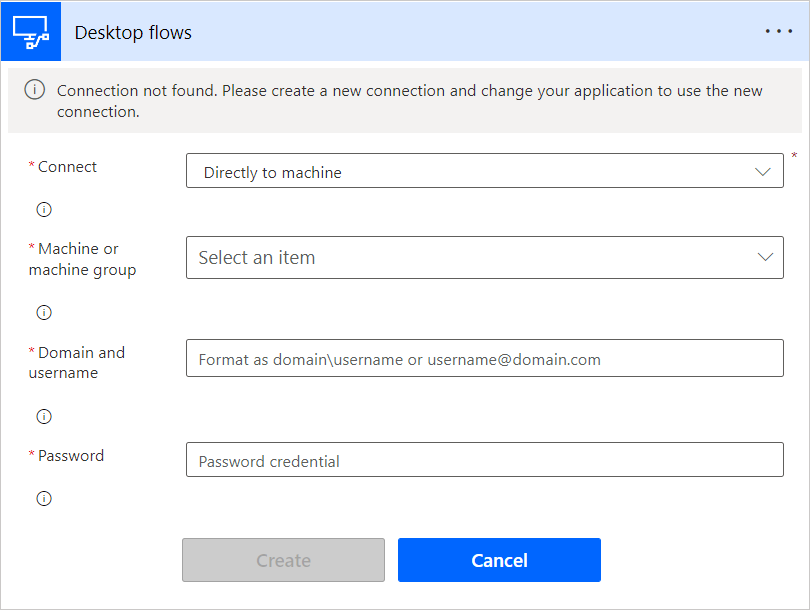 Desktop flows
Connection not found. Please create a new connection and change your application to use the new
connection.
* Connect
Directly to machine
*
* Machine or
machine group
Select an item
* Domain and
username
Format as domain\username or username@domain.com
* Password
Password credential
Create
Cancel